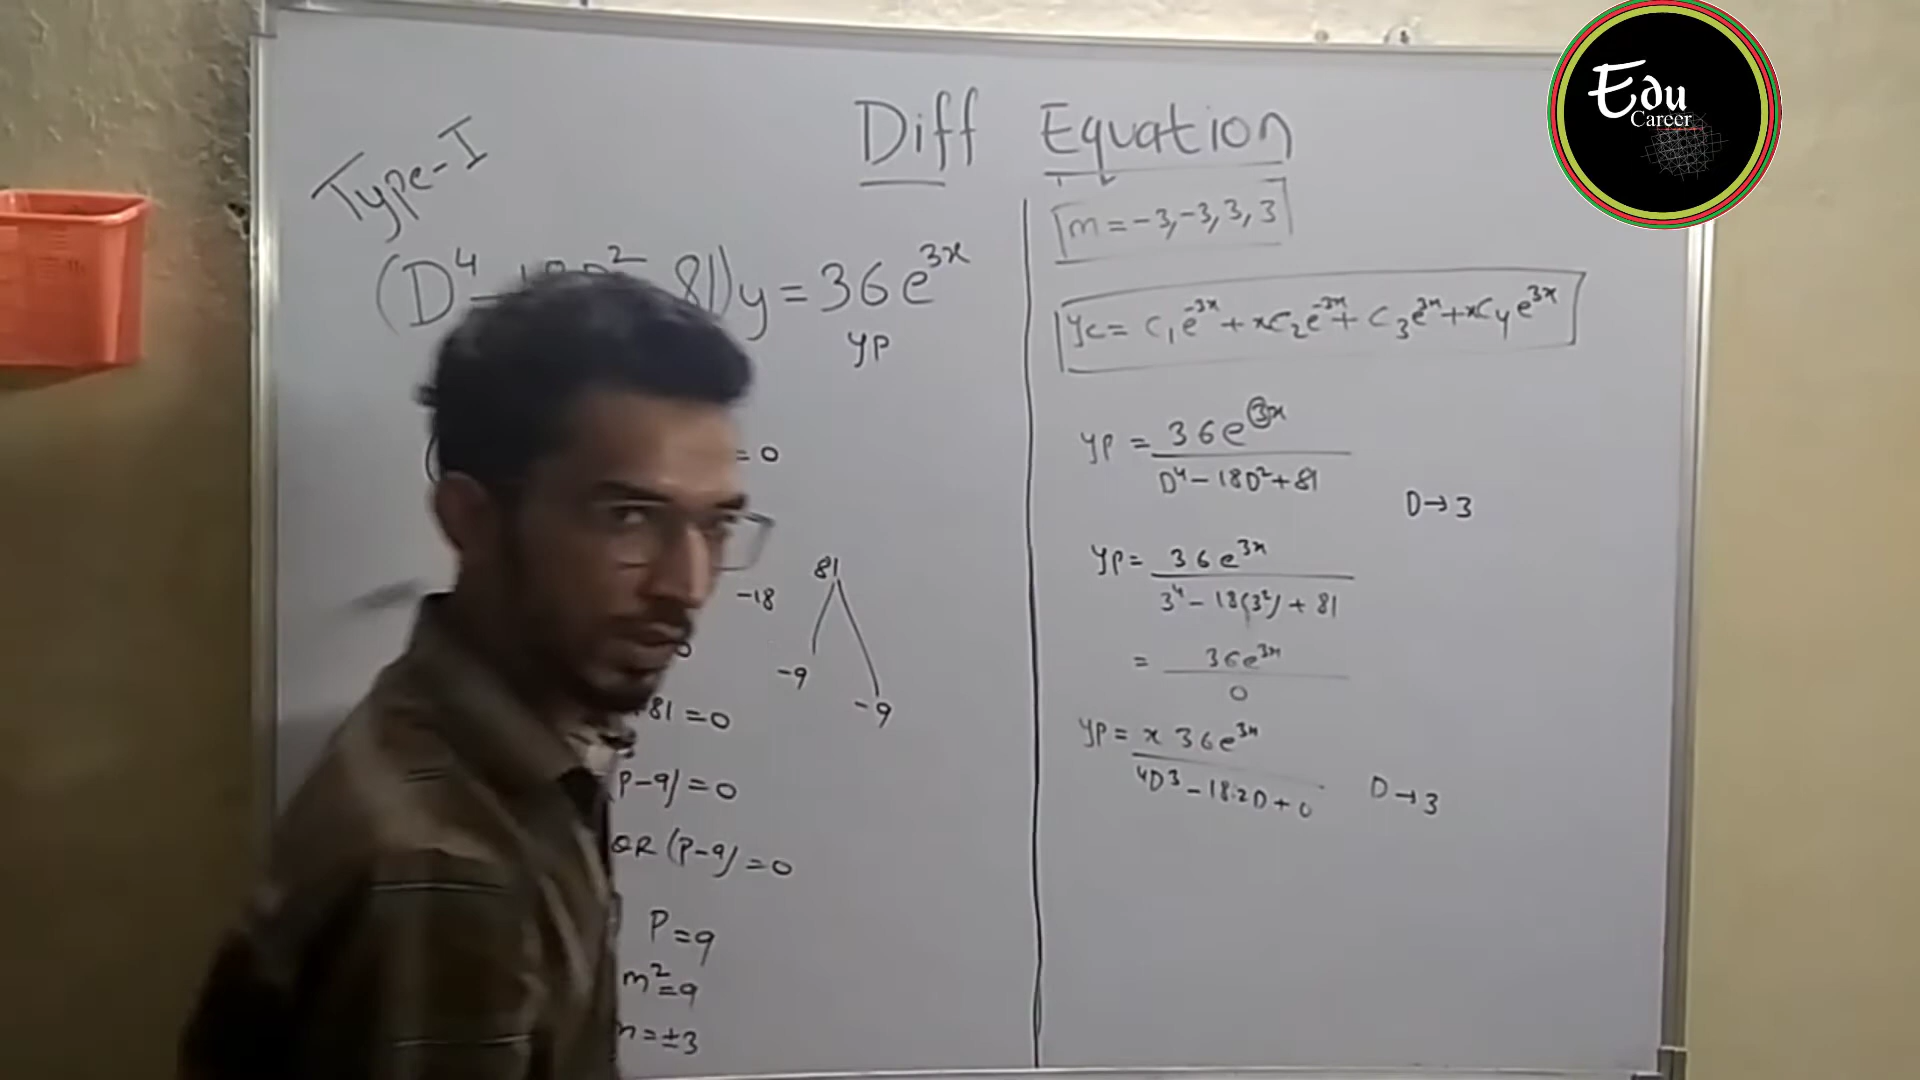 Edu
Career
Diff Equation
Type-I
(D⁴ - 18D² 81)y = 36e³ˣ
yp
= 0
81
-18
-9
-9
81 = 0
P-9) = 0
OR (P-9) = 0
P = 9
m² = 9
= ±3
m = -3, -3, 3, 3
yc = C₁e⁻³ˣ + xC₂e⁻³ˣ + C₃e³ˣ + xC₄e³ˣ
yp = 36e³ˣ
D⁴ - 18D² + 81
D → 3
yp = 36e³ˣ
3⁴ - 18(3²) + 81
= 36e³ˣ
0
yp = x 36e³ˣ
4D3 - 18.2D + 0
D → 3